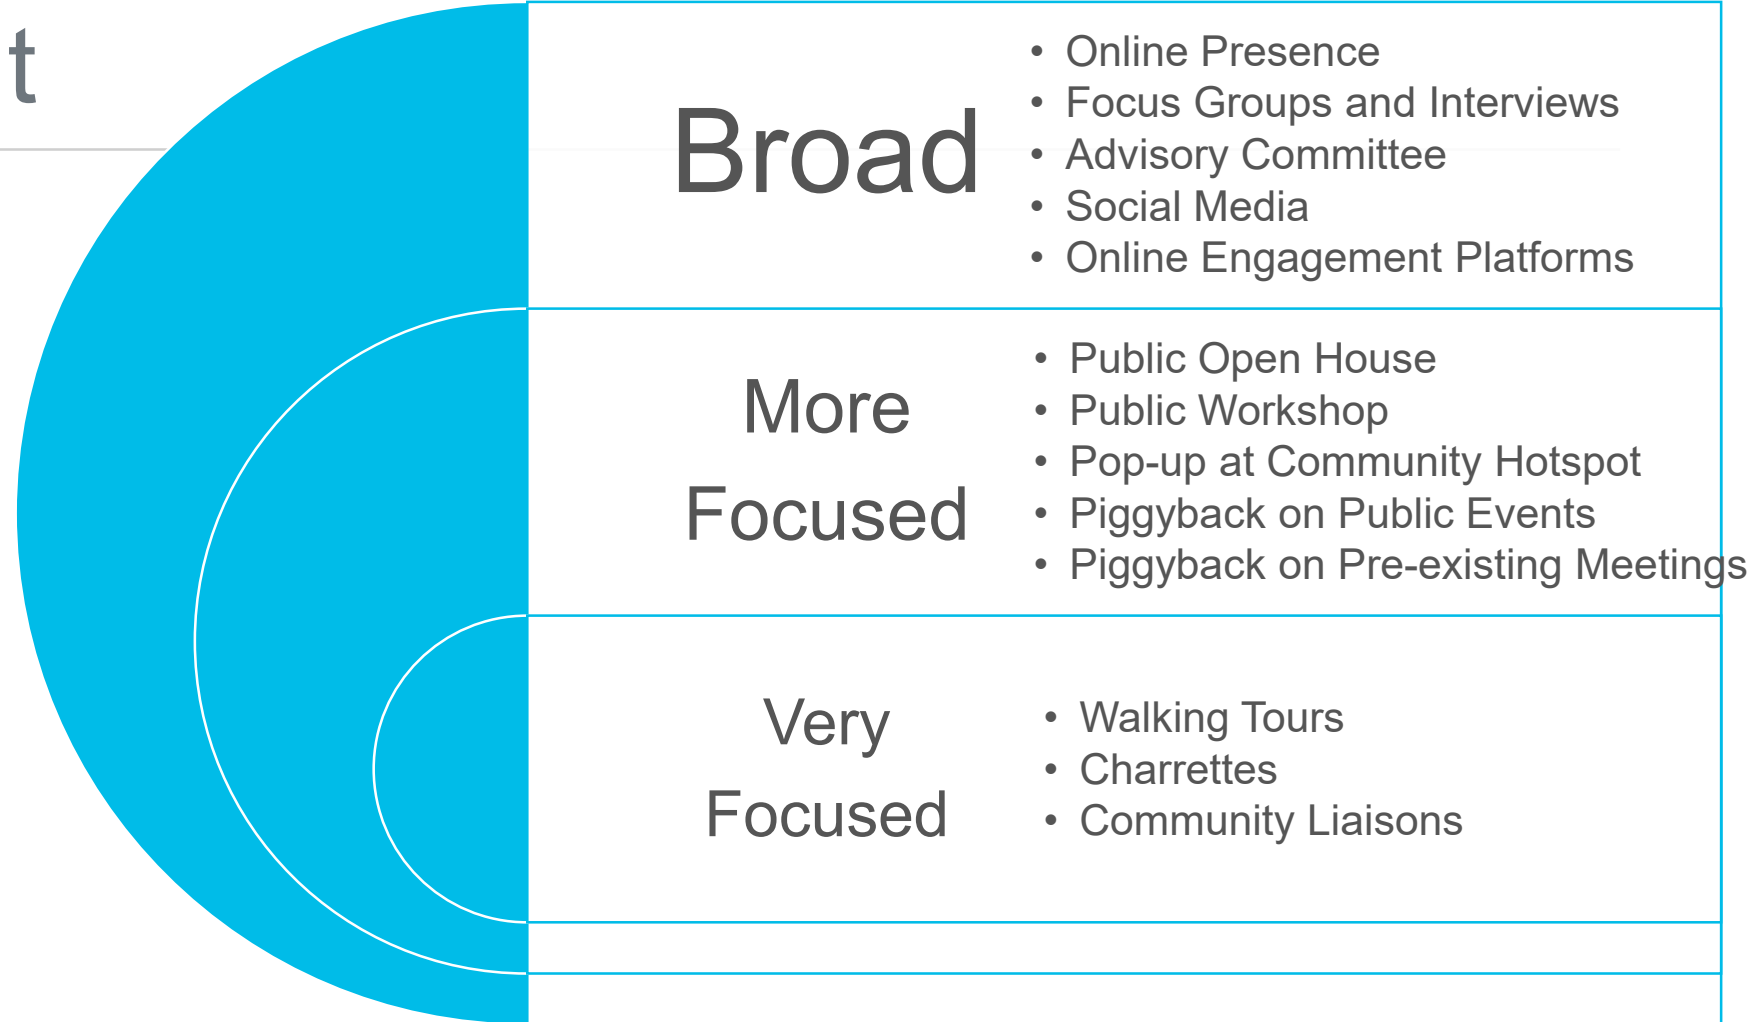 t
Broad
• Online Presence
• Focus Groups and Interviews
• Advisory Committee
• Social Media
• Online Engagement Platforms
More
Focused
• Public Open House
• Public Workshop
• Pop-up at Community Hotspot
• Piggyback on Public Events
• Piggyback on Pre-existing Meetings
Very
Focused
• Walking Tours
• Charrettes
• Community Liaisons